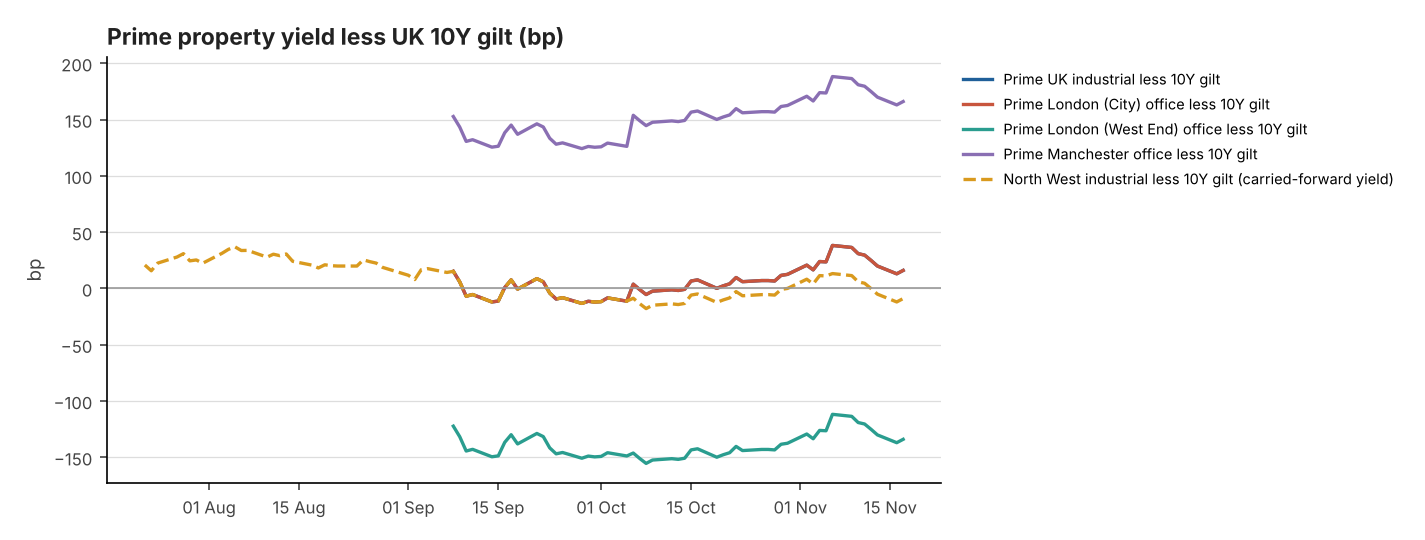 Prime property yield less UK 10Y gilt (bp)
200
150
100
50
0
−50
−100
−150
bp
01 Aug
15 Aug
01 Sep
15 Sep
01 Oct
15 Oct
01 Nov
15 Nov
Prime UK industrial less 10Y gilt
Prime London (City) office less 10Y gilt
Prime London (West End) office less 10Y gilt
Prime Manchester office less 10Y gilt
North West industrial less 10Y gilt (carried-forward yield)